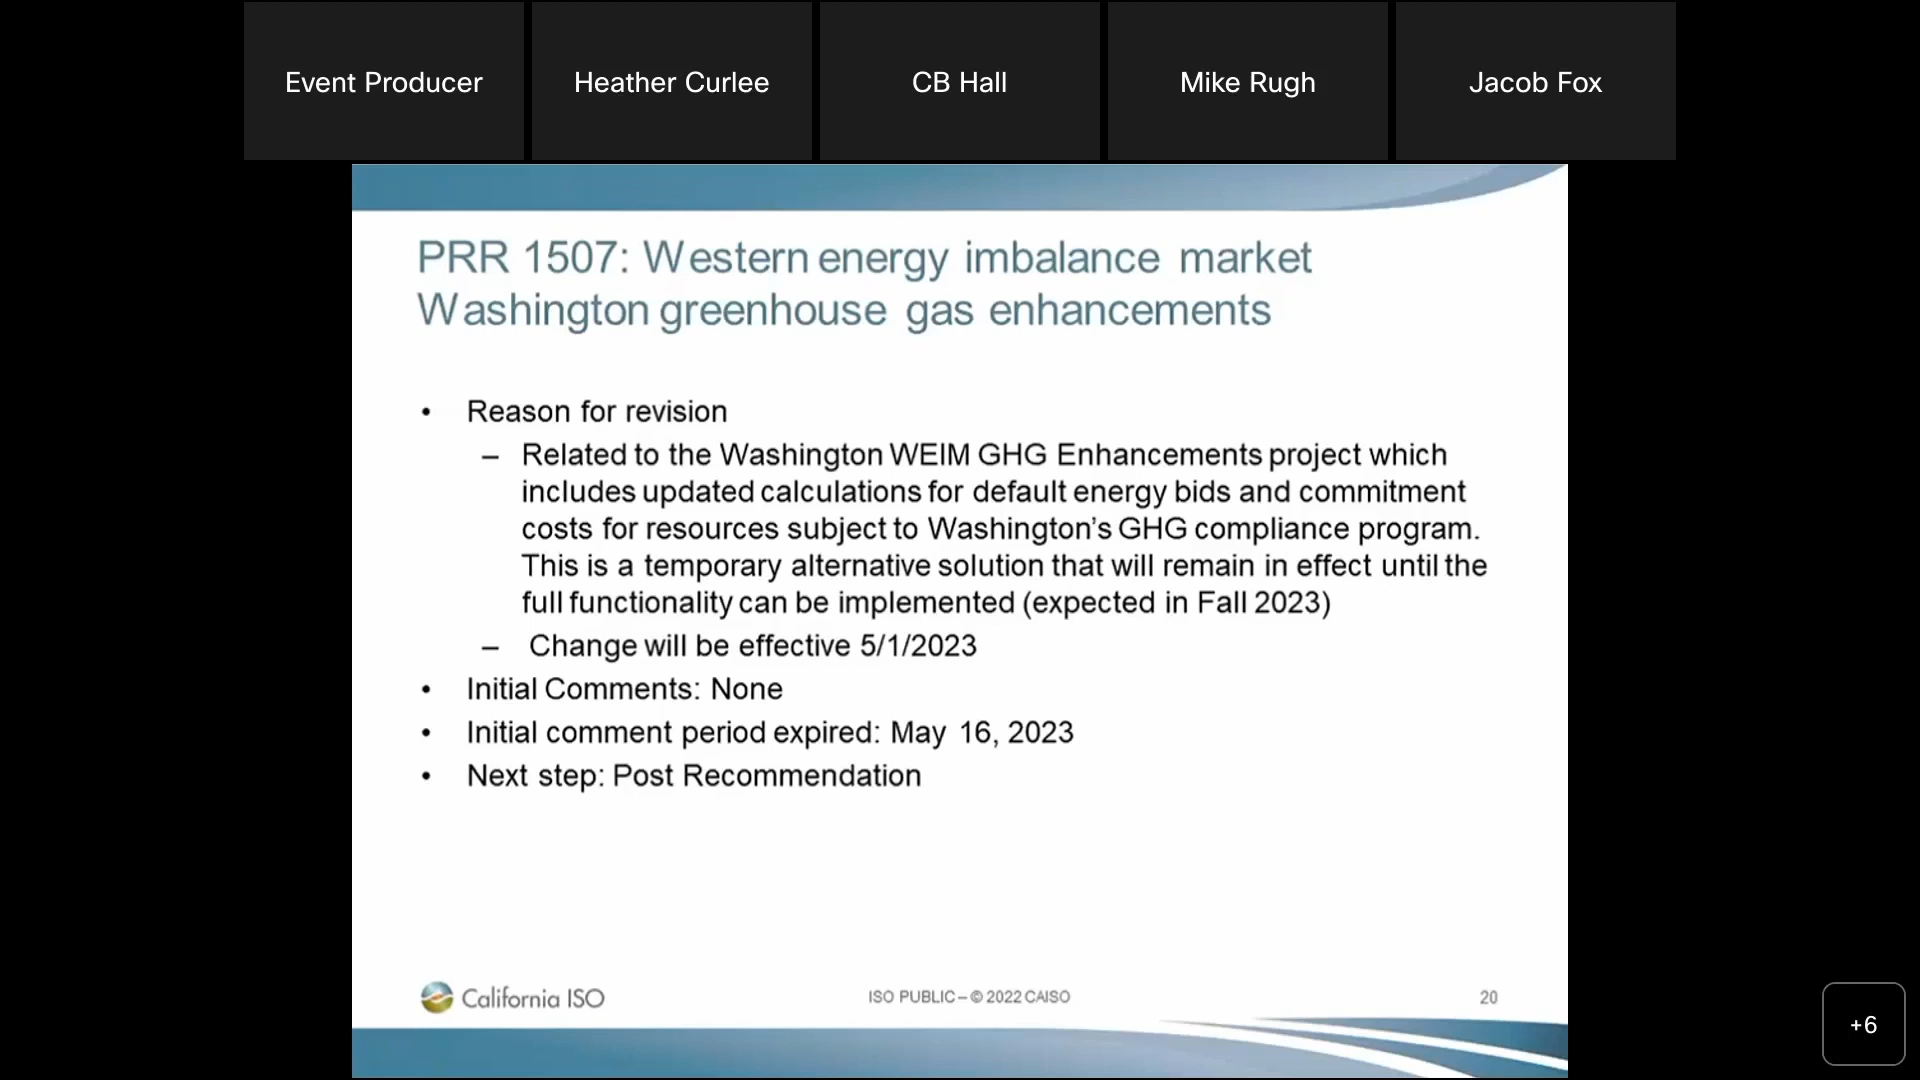 Event Producer
Heather Curlee
CB Hall
Mike Rugh
Jacob Fox
PRR 1507: Western energy imbalance market
Washington greenhouse gas enhancements
• Reason for revision
– Related to the Washington WEIM GHG Enhancements project which
includes updated calculations for default energy bids and commitment
costs for resources subject to Washington’s GHG compliance program.
This is a temporary alternative solution that will remain in effect until the
full functionality can be implemented (expected in Fall 2023)
– Change will be effective 5/1/2023
• Initial Comments: None
• Initial comment period expired: May 16, 2023
• Next step: Post Recommendation
California ISO
ISO PUBLIC – © 2022 CAISO
20
+6